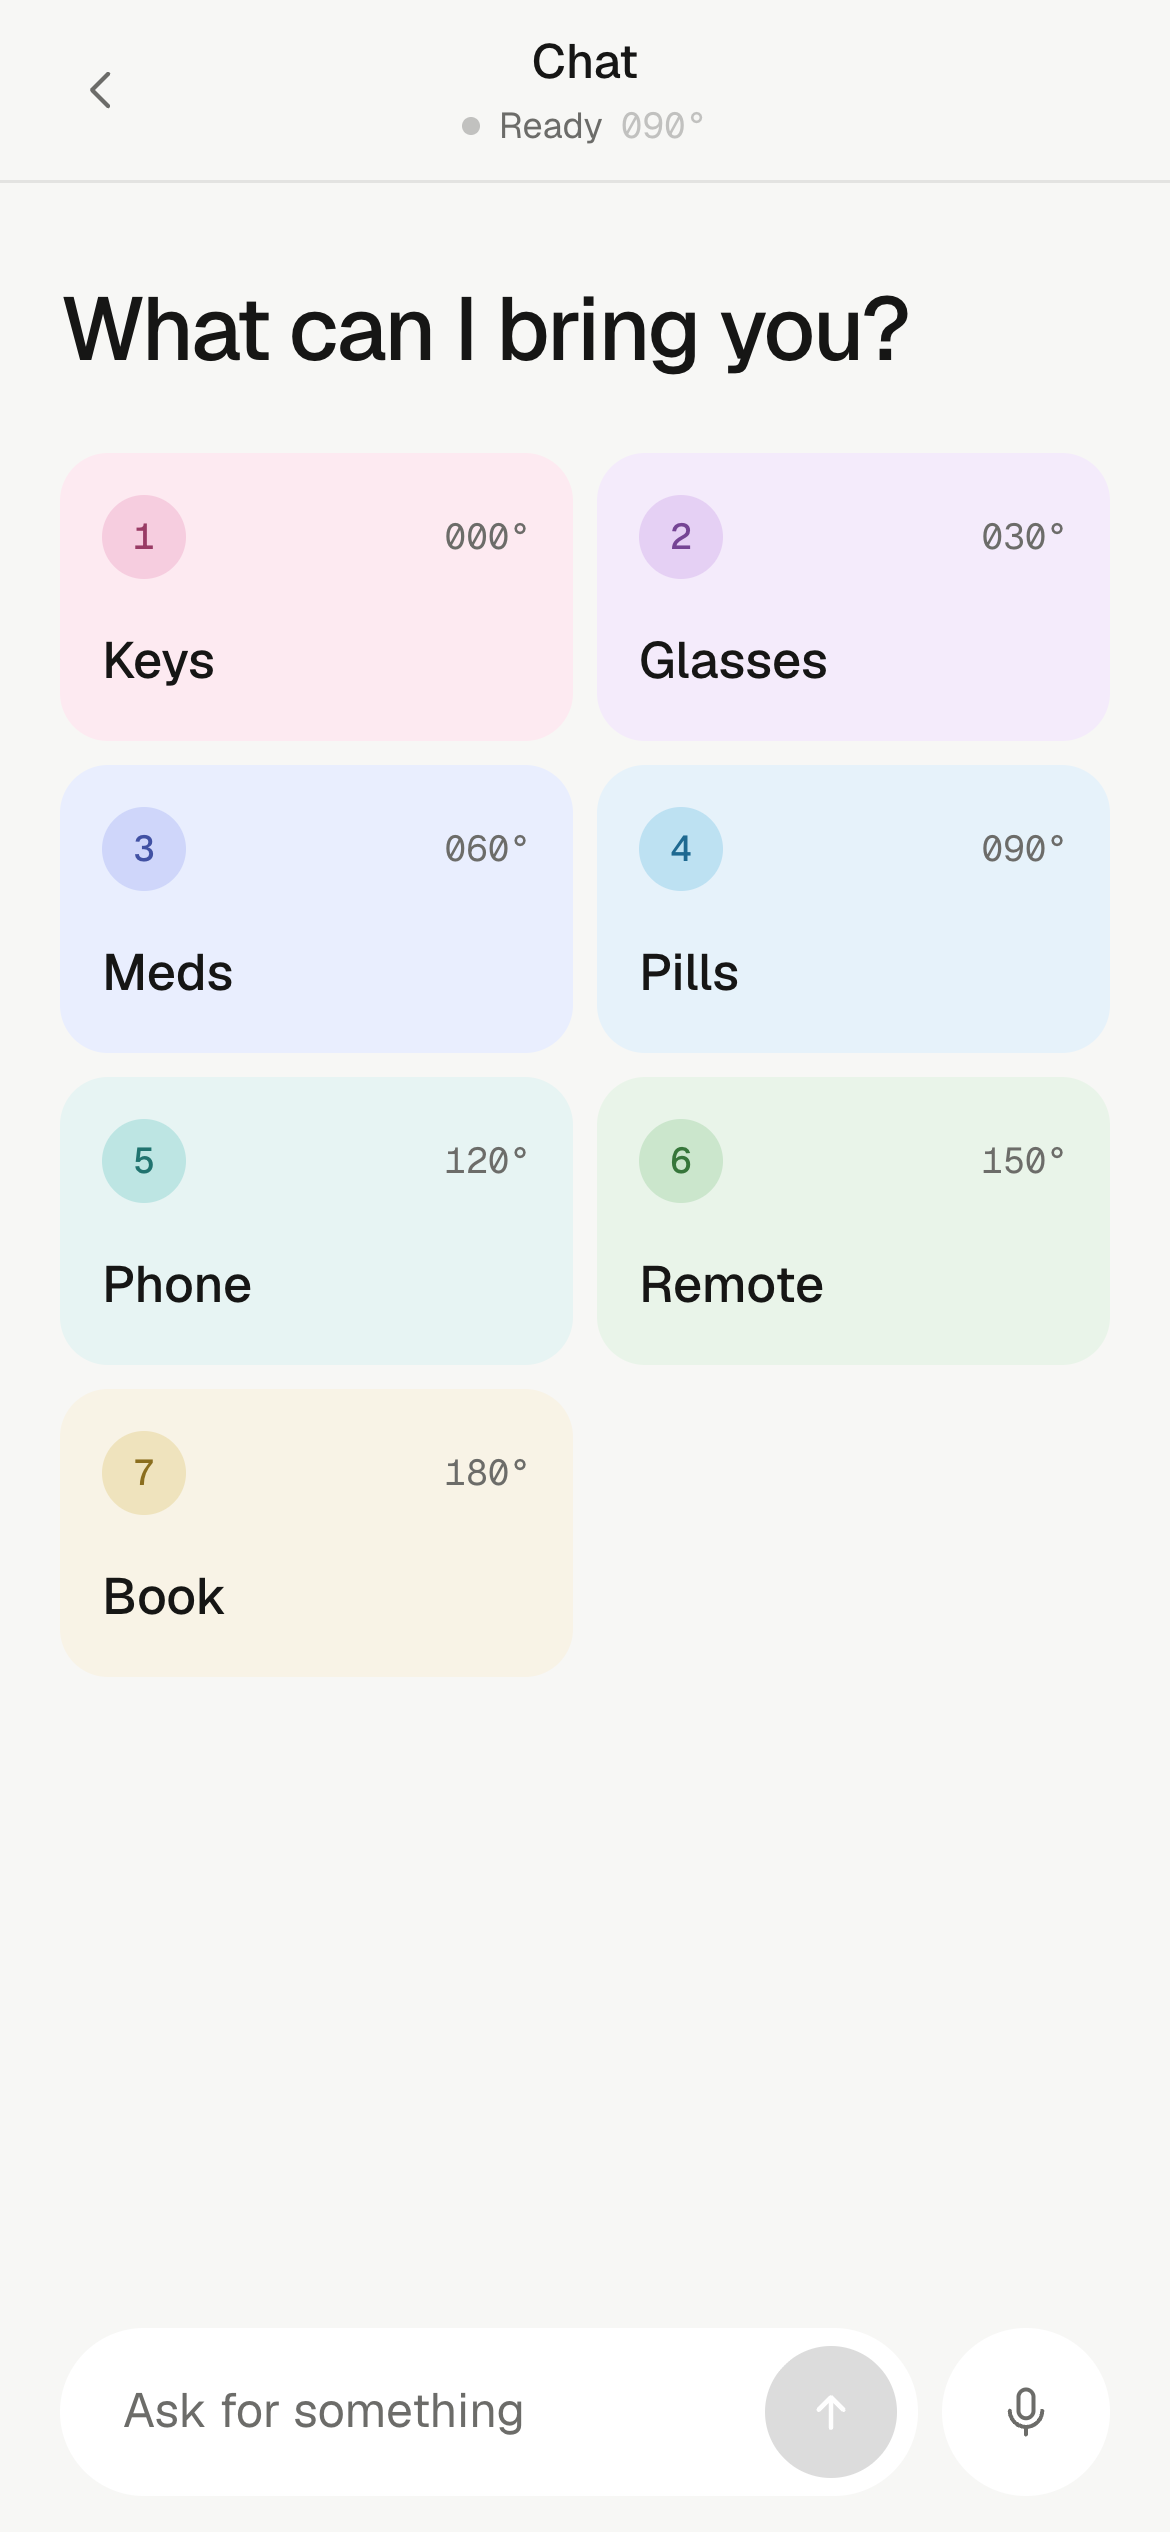 Chat
Ready 090°
What can I bring you?
1 000°
Keys
2 030°
Glasses
3 060°
Meds
4 090°
Pills
5 120°
Phone
6 150°
Remote
7 180°
Book
Ask for something